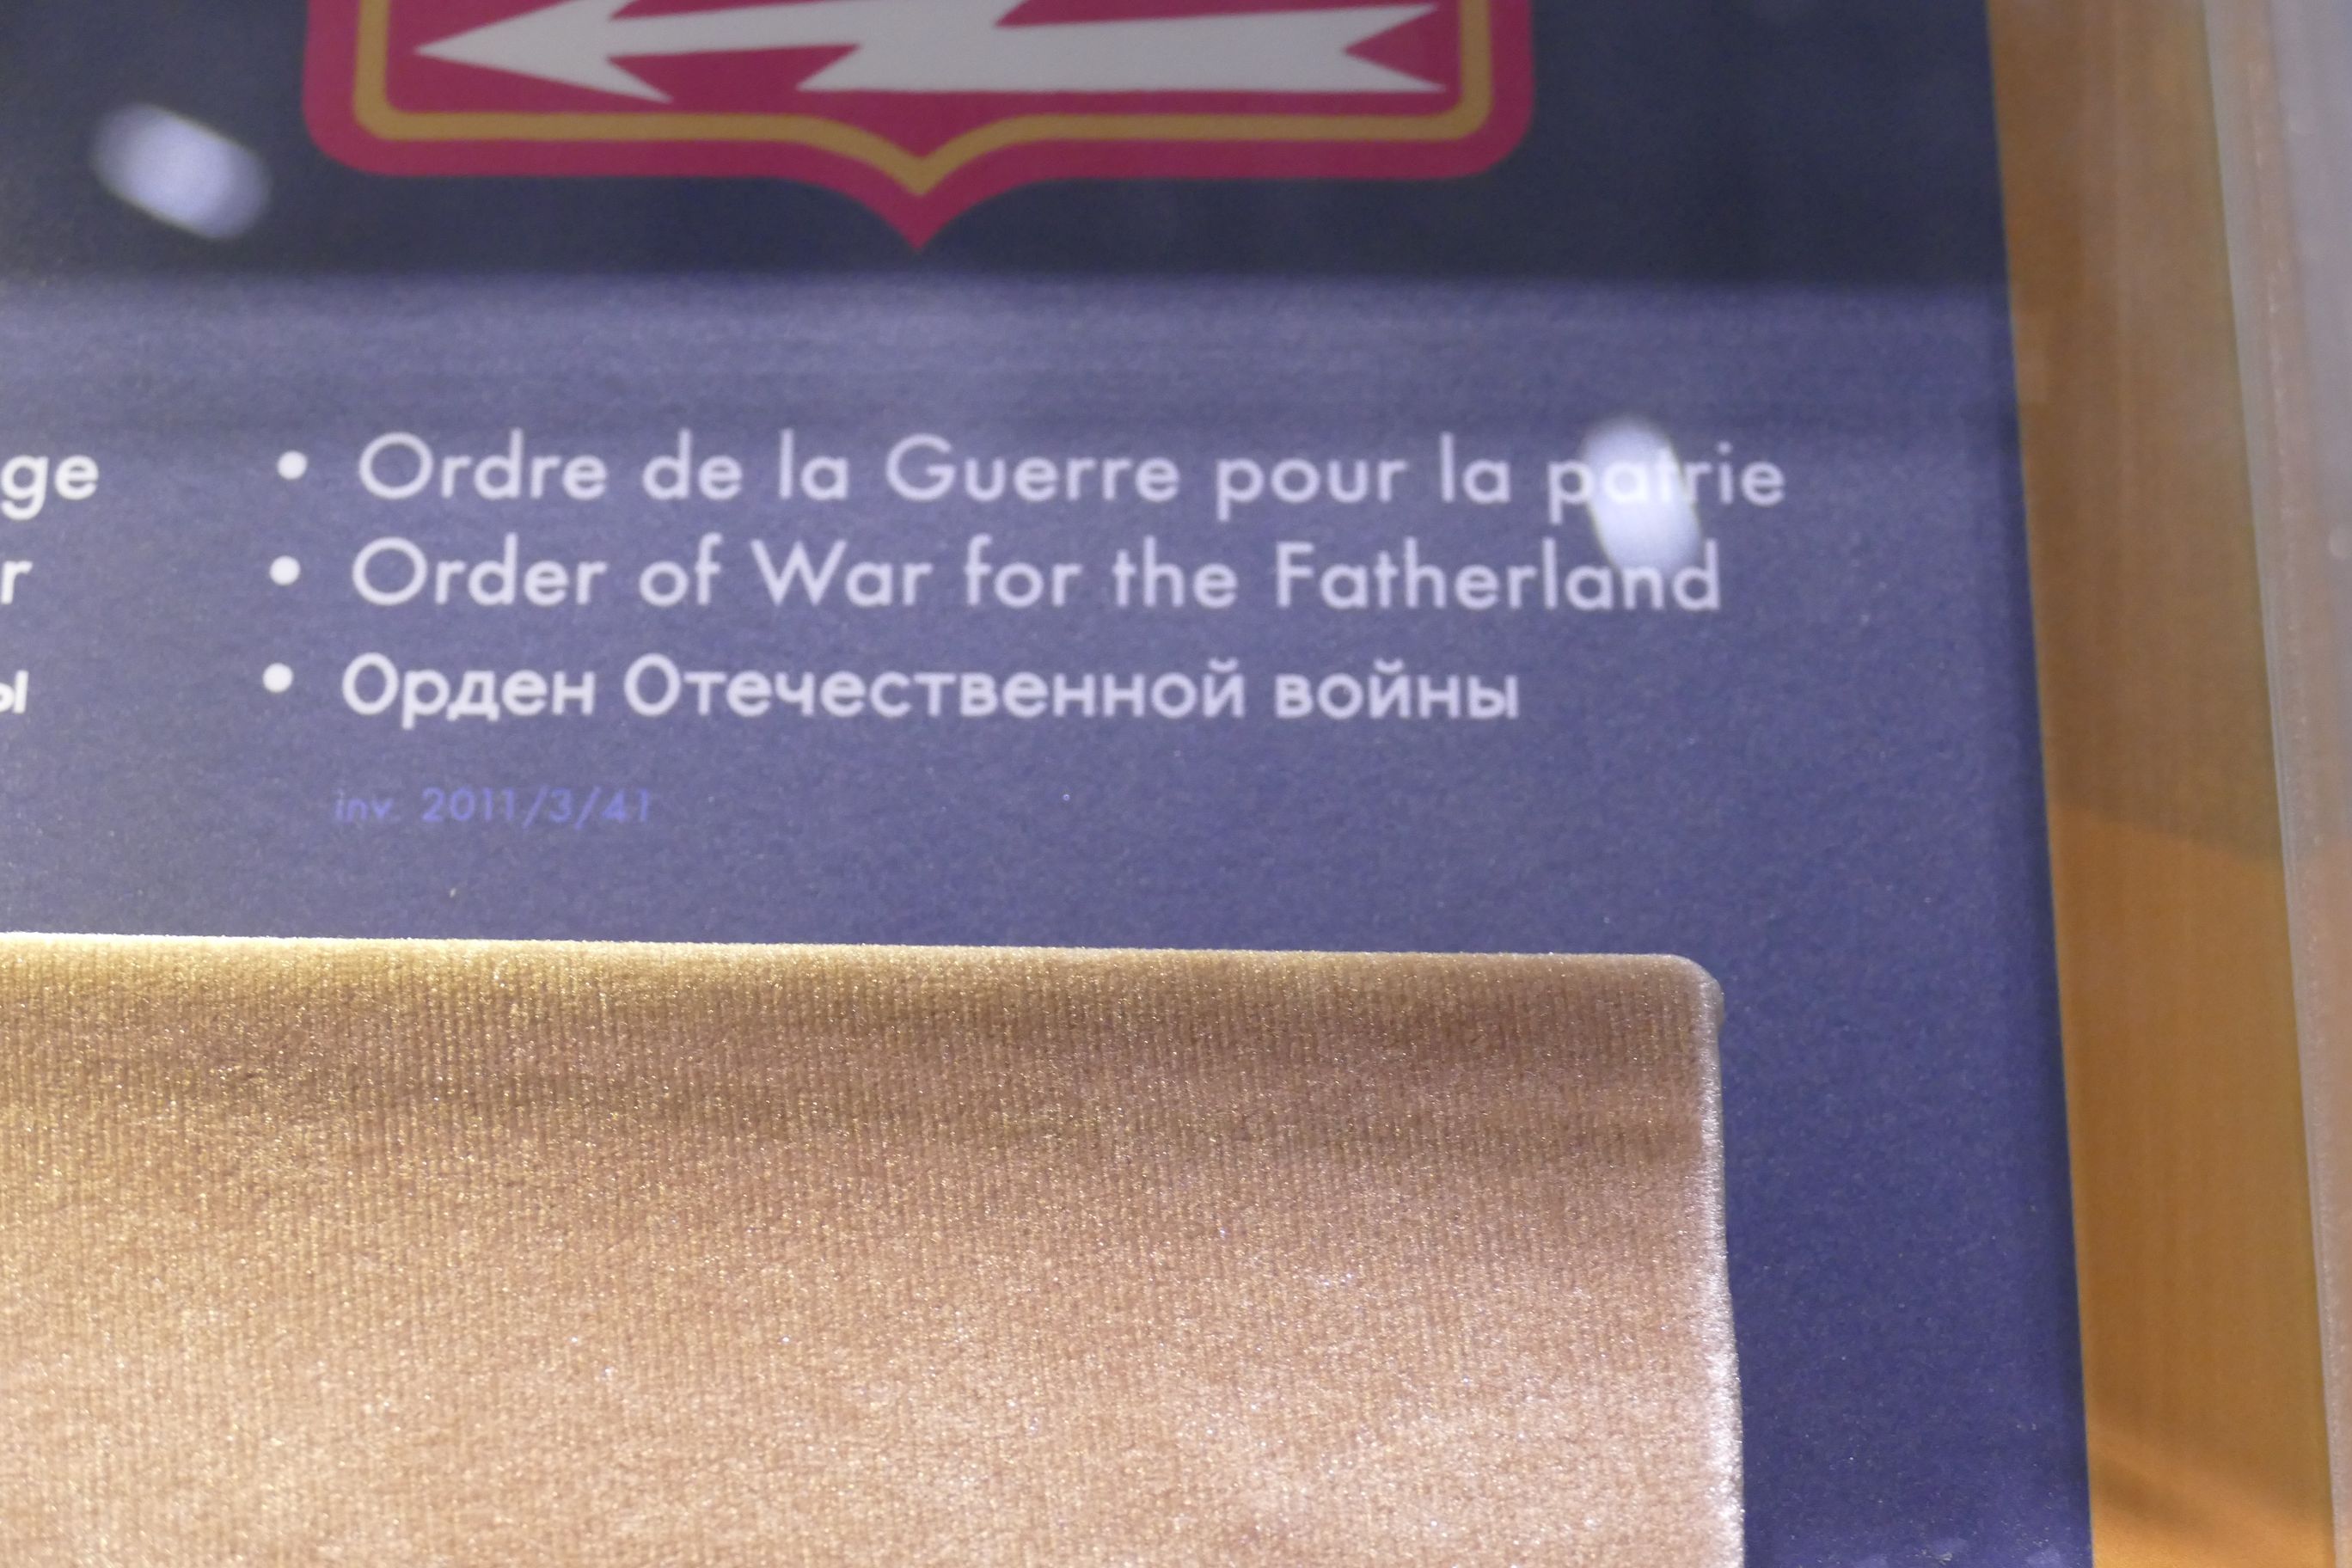 ge
r
ы
• Ordre de la Guerre pour la patrie
• Order of War for the Fatherland
• Орден Отечественной войны
inv. 2011/3/41